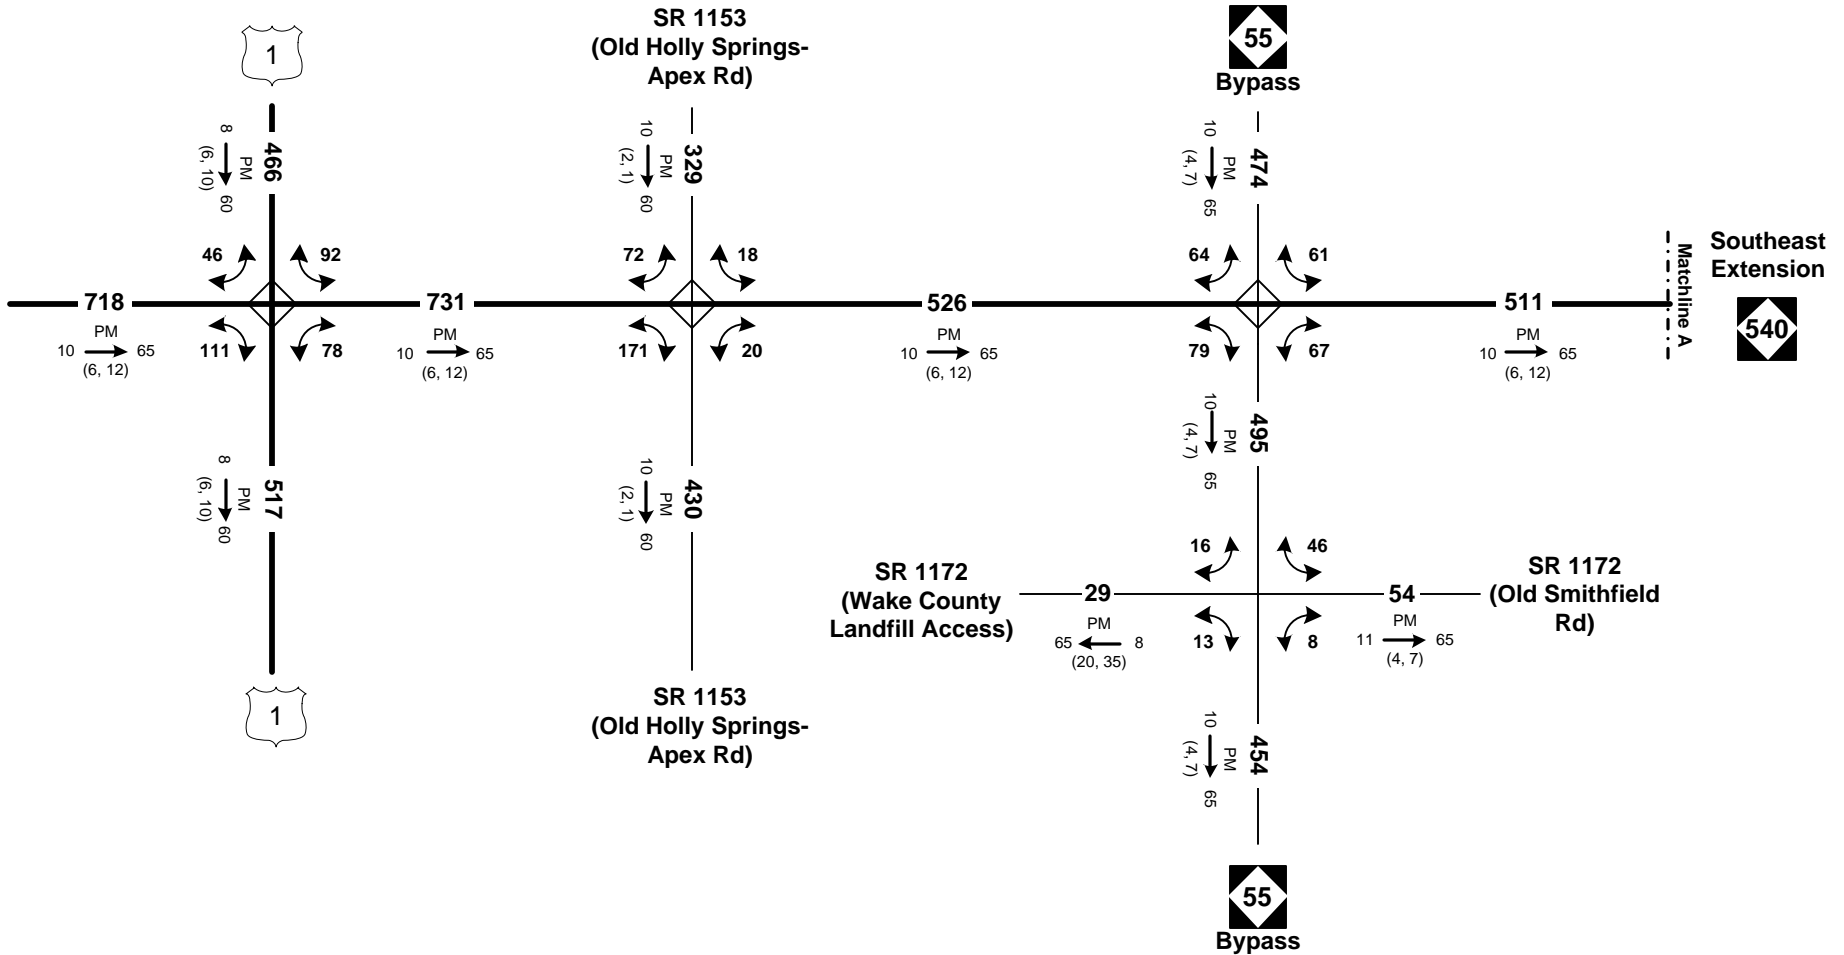 1
SR 1153
(Old Holly Springs-
Apex Rd)
55
Bypass
8
PM
(6, 10)
60
466
10
PM
(2, 1)
60
329
10
PM
(4, 7)
65
474
46
92
72
18
64
61
Matchline A
Southeast
Extension
540
718
731
526
511
PM
10
65
(6, 12)
111
78
PM
10
65
(6, 12)
171
20
PM
10
65
(6, 12)
79
67
PM
10
65
(6, 12)
8
PM
(6, 10)
60
517
10
PM
(2, 1)
60
430
10
PM
(4, 7)
65
495
16
46
SR 1172
(Wake County
Landfill Access)
29
PM
65
8
(20, 35)
54
PM
11
65
(4, 7)
SR 1172
(Old Smithfield
Rd)
13
8
1
SR 1153
(Old Holly Springs-
Apex Rd)
10
PM
(4, 7)
65
454
55
Bypass